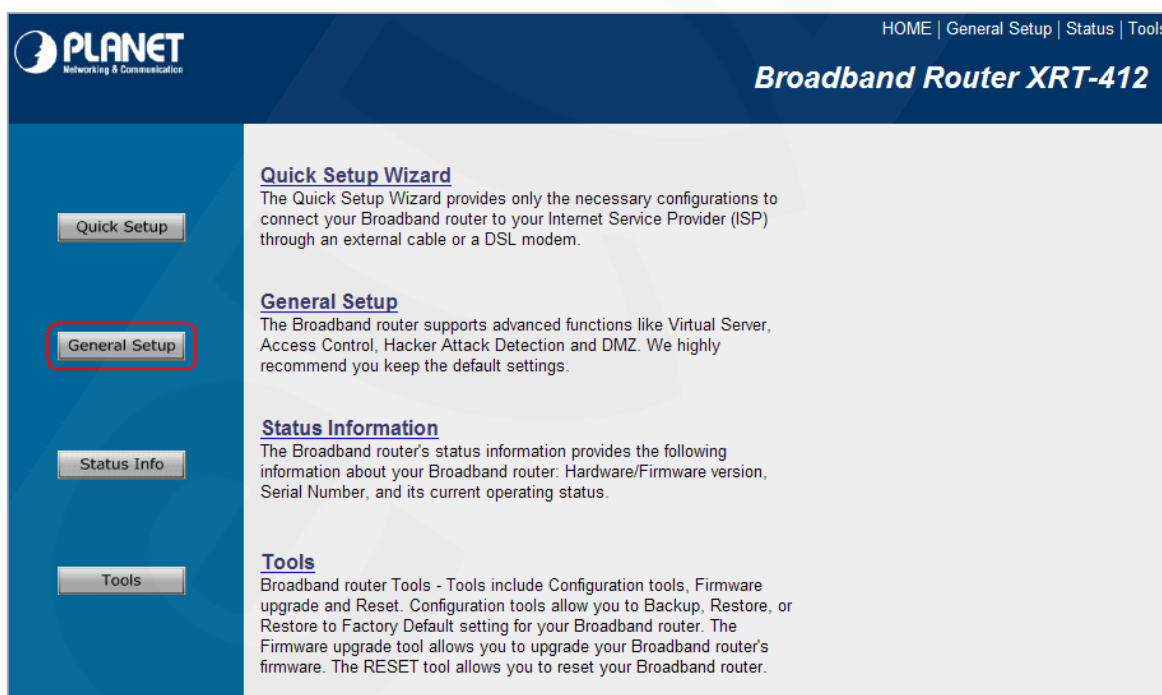 PLANET
Networking & Communication
HOME | General Setup | Status | Tools
Broadband Router XRT-412
Quick Setup
General Setup
Status Info
Tools
Quick Setup Wizard
The Quick Setup Wizard provides only the necessary configurations to
connect your Broadband router to your Internet Service Provider (ISP)
through an external cable or a DSL modem.
General Setup
The Broadband router supports advanced functions like Virtual Server,
Access Control, Hacker Attack Detection and DMZ. We highly
recommend you keep the default settings.
Status Information
The Broadband router's status information provides the following
information about your Broadband router: Hardware/Firmware version,
Serial Number, and its current operating status.
Tools
Broadband router Tools - Tools include Configuration tools, Firmware
upgrade and Reset. Configuration tools allow you to Backup, Restore, or
Restore to Factory Default setting for your Broadband router. The
Firmware upgrade tool allows you to upgrade your Broadband router's
firmware. The RESET tool allows you to reset your Broadband router.